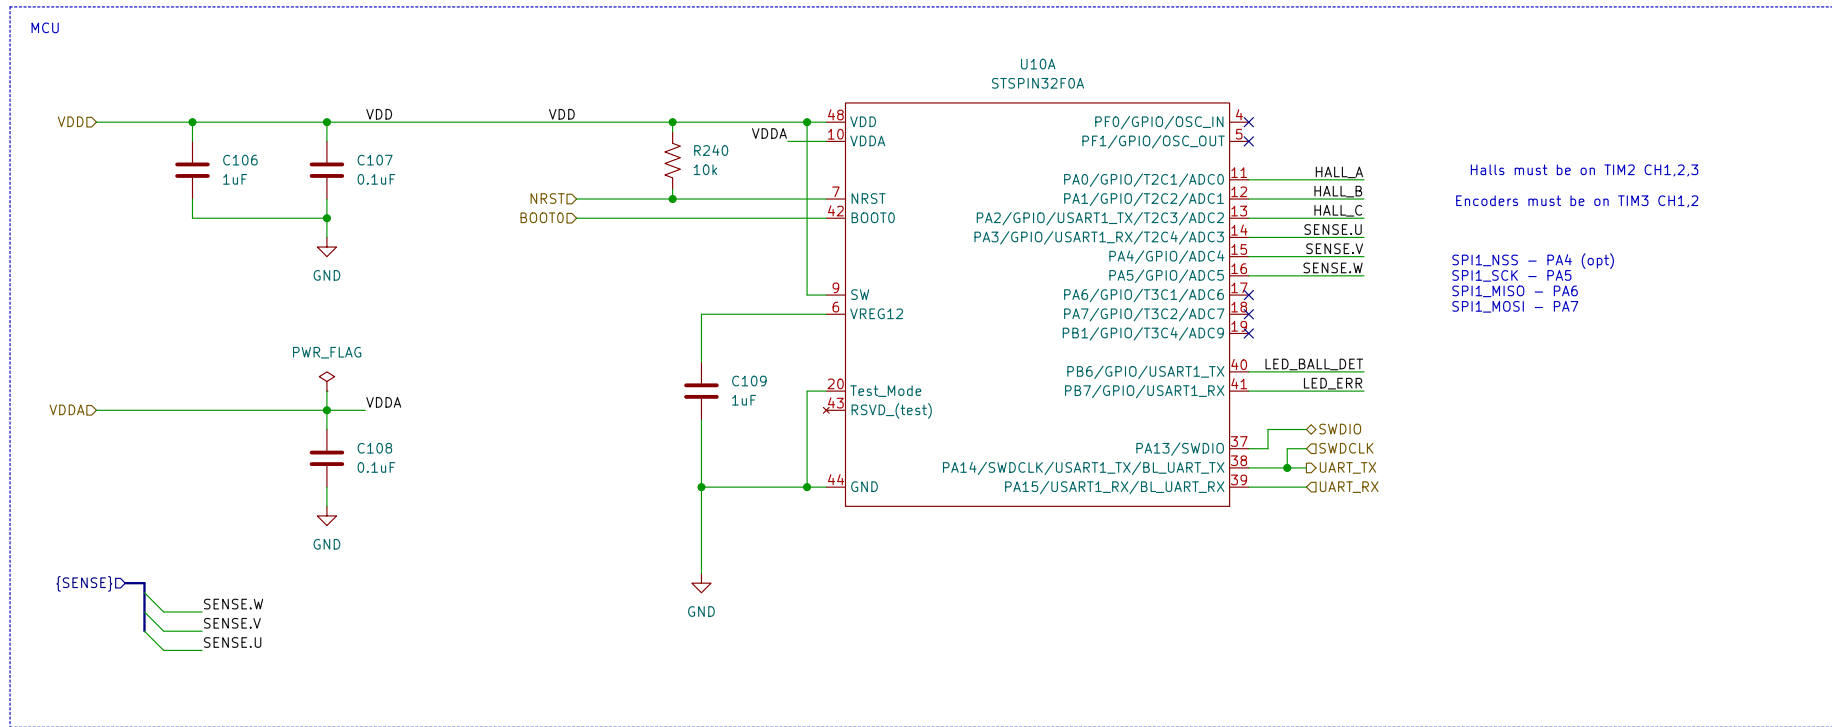 MCU
U10A
STSPIN32F0A
VDD
VDD
VDD
VDDA
C106
1uF
C107
0.1uF
GND
R240
10k
NRST
BOOT0
48 VDD
10 VDDA
7 NRST
42 BOOT0
9 SW
6 VREG12
20 Test_Mode
43 RSVD_(test)
44 GND
PF0/GPIO/OSC_IN 4
PF1/GPIO/OSC_OUT 5
PA0/GPIO/T2C1/ADC0 11 HALL_A
PA1/GPIO/T2C2/ADC1 12 HALL_B
PA2/GPIO/USART1_TX/T2C3/ADC2 13 HALL_C
PA3/GPIO/USART1_RX/T2C4/ADC3 14 SENSE.U
PA4/GPIO/ADC4 15 SENSE.V
PA5/GPIO/ADC5 16 SENSE.W
PA6/GPIO/T3C1/ADC6 17
PA7/GPIO/T3C2/ADC7 18
PB1/GPIO/T3C4/ADC9 19
PB6/GPIO/USART1_TX 40 LED_BALL_DET
PB7/GPIO/USART1_RX 41 LED_ERR
SWDIO
PA13/SWDIO 37 SWDCLK
PA14/SWDCLK/USART1_TX/BL_UART_TX 38 UART_TX
PA15/USART1_RX/BL_UART_RX 39 UART_RX
Halls must be on TIM2 CH1,2,3
Encoders must be on TIM3 CH1,2
SPI1_NSS - PA4 (opt)
SPI1_SCK - PA5
SPI1_MISO - PA6
SPI1_MOSI - PA7
PWR_FLAG
VDDA
VDDA
C108
0.1uF
GND
C109
1uF
GND
{SENSE}
SENSE.W
SENSE.V
SENSE.U